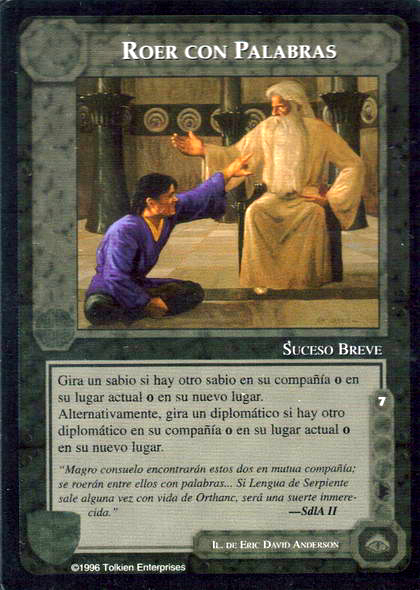 ROER CON PALABRAS
SUCESO BREVE
Gira un sabio si hay otro sabio en su compañía o en
su lugar actual o en su nuevo lugar.
Alternativamente, gira un diplomático si hay otro
diplomático en su compañía o en su lugar actual o
en su nuevo lugar.
7
“Magro consuelo encontrarán estos dos en mutua compañía;
se roerán entre ellos con palabras... Si Lengua de Serpiente
sale alguna vez con vida de Orthanc, será una suerte inmere-
cida.” —SdlA II
IL. DE ERIC DAVID ANDERSON
©1996 Tolkien Enterprises